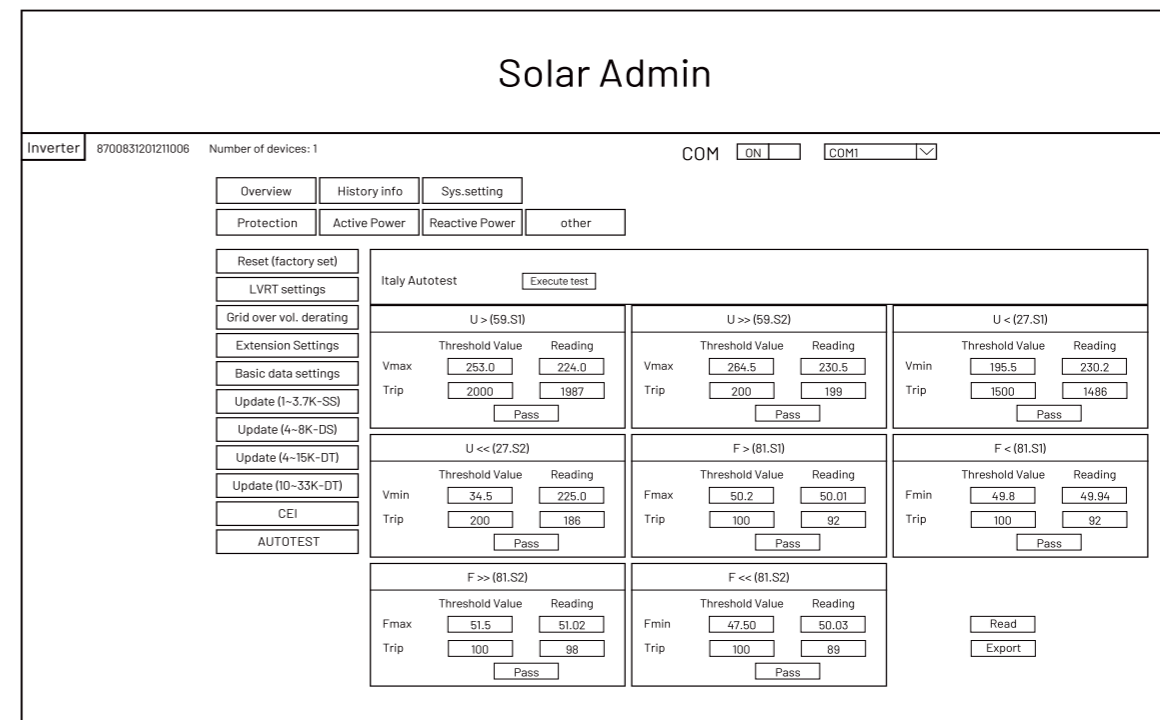 Solar Admin
Inverter 8700831201211006 Number of devices: 1 COM ON COM1
Overview History info Sys.setting
Protection Active Power Reactive Power other
Reset (factory set)
LVRT settings
Grid over vol. derating
Extension Settings
Basic data settings
Update (1~3.7K-SS)
Update (4~8K-DS)
Update (4~15K-DT)
Update (10~33K-DT)
CEI
AUTOTEST
Italy Autotest Execute test
U > (59.S1)
Threshold Value Reading
Vmax 253.0 224.0
Trip 2000 1987
Pass
U >> (59.S2)
Threshold Value Reading
Vmax 264.5 230.5
Trip 200 199
Pass
U < (27.S1)
Threshold Value Reading
Vmin 195.5 230.2
Trip 1500 1486
Pass
U << (27.S2)
Threshold Value Reading
Vmin 34.5 225.0
Trip 200 186
Pass
F > (81.S1)
Threshold Value Reading
Fmax 50.2 50.01
Trip 100 92
Pass
F < (81.S1)
Threshold Value Reading
Fmin 49.8 49.94
Trip 100 92
Pass
F >> (81.S2)
Threshold Value Reading
Fmax 51.5 51.02
Trip 100 98
Pass
F << (81.S2)
Threshold Value Reading
Fmin 47.50 50.03
Trip 100 89
Pass
Read
Export